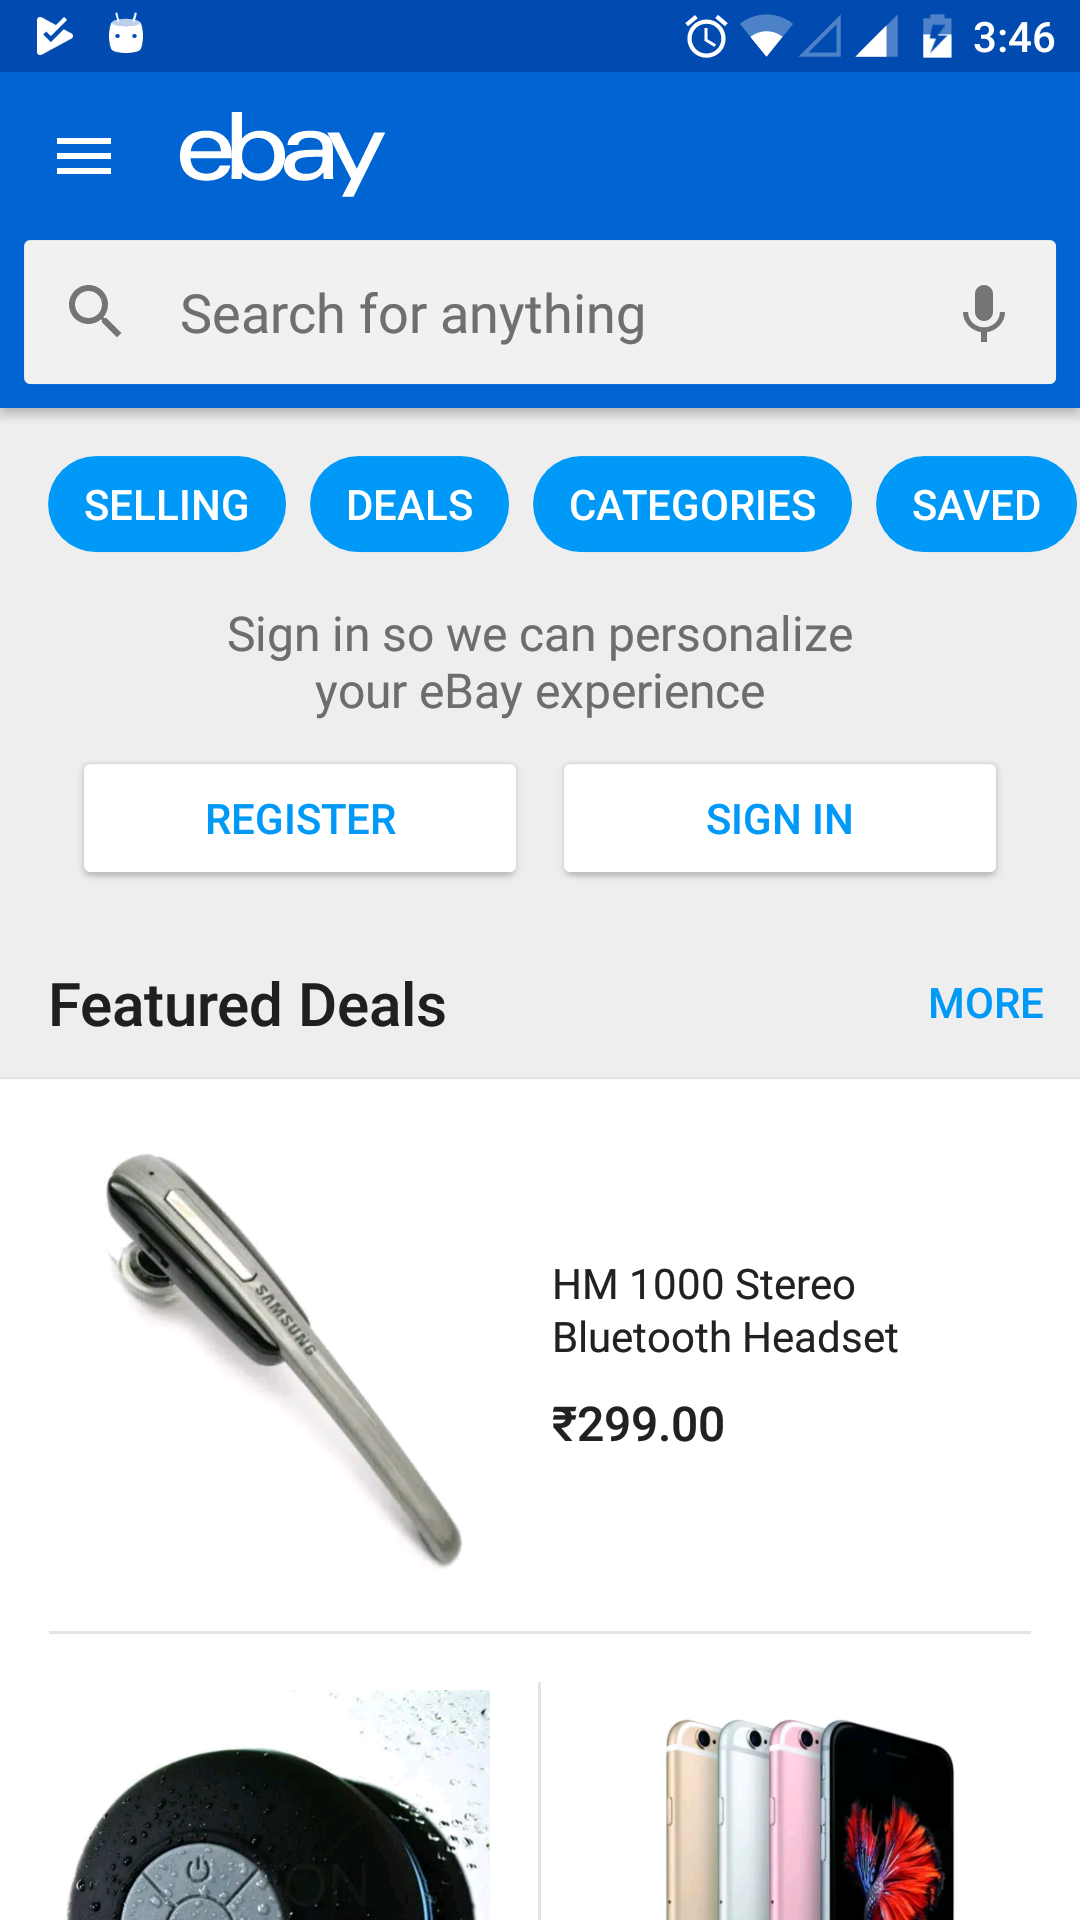 3:46
ebay
Search for anything
SELLING DEALS CATEGORIES SAVED
Sign in so we can personalize
your eBay experience
REGISTER SIGN IN
Featured Deals MORE
SAMSUNG
HM 1000 Stereo
Bluetooth Headset
₹299.00
ON